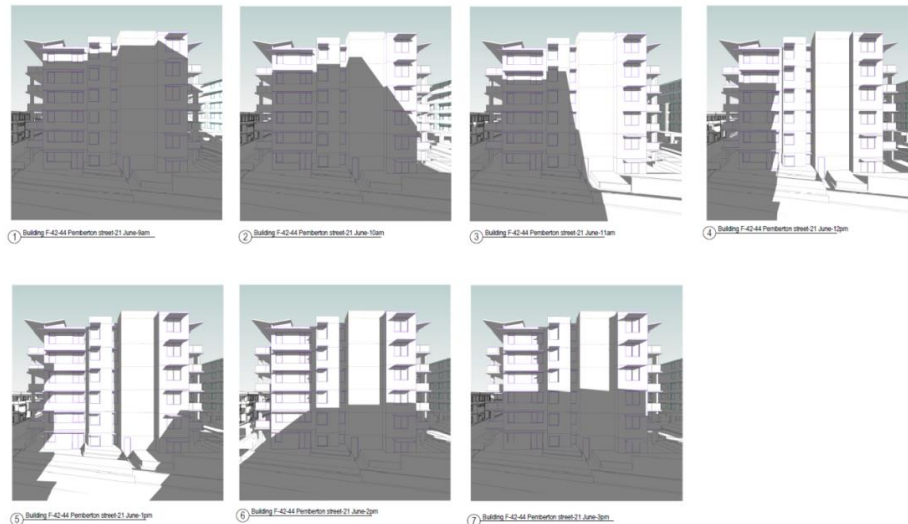 1 Building F-42-44 Pemberton street-21 June-9am
2 Building F-42-44 Pemberton street-21 June-10am
3 Building F-42-44 Pemberton street-21 June-11am
4 Building F-42-44 Pemberton street-21 June-12pm
5 Building F-42-44 Pemberton street-21 June-1pm
6 Building F-42-44 Pemberton street-21 June-2pm
7 Building F-42-44 Pemberton street-21 June-3pm